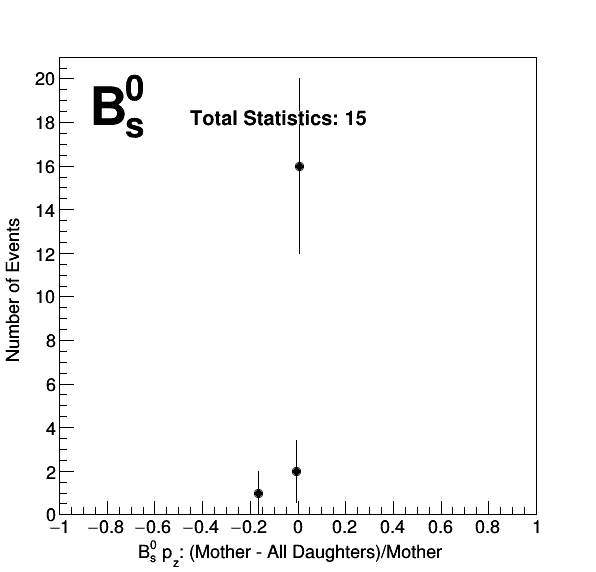 B⁰ₛ
Total Statistics: 15
Number of Events
20
18
16
14
12
10
8
6
4
2
0
−1 −0.8 −0.6 −0.4 −0.2 0 0.2 0.4 0.6 0.8 1
B⁰ₛ p_z: (Mother - All Daughters)/Mother